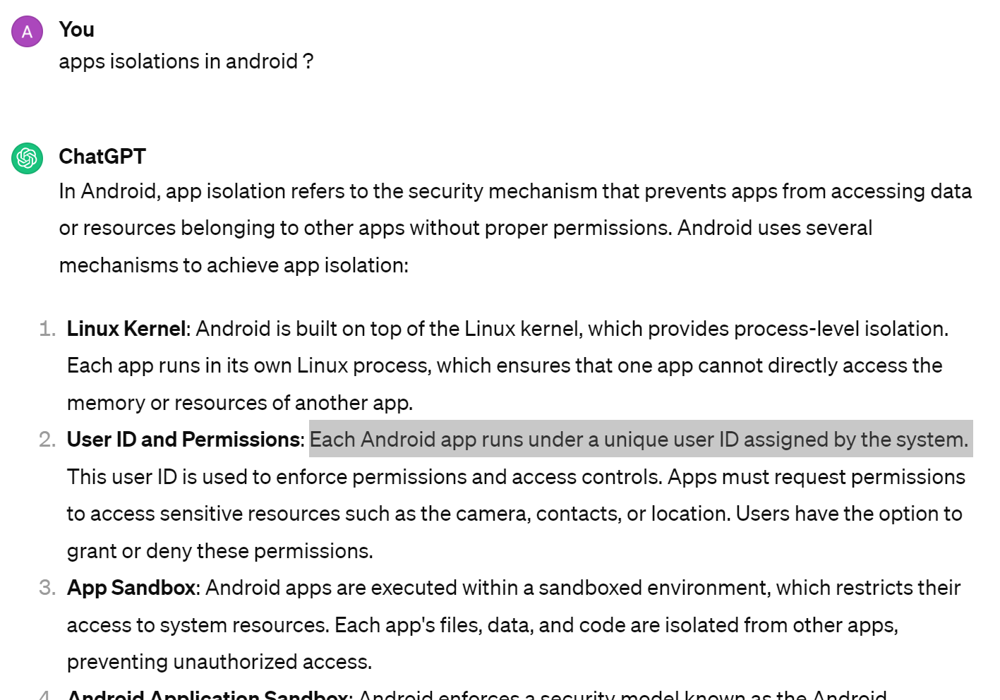 A
You
apps isolations in android ?
ChatGPT
In Android, app isolation refers to the security mechanism that prevents apps from accessing data
or resources belonging to other apps without proper permissions. Android uses several
mechanisms to achieve app isolation:
1. Linux Kernel: Android is built on top of the Linux kernel, which provides process-level isolation.
Each app runs in its own Linux process, which ensures that one app cannot directly access the
memory or resources of another app.
2. User ID and Permissions: Each Android app runs under a unique user ID assigned by the system.
This user ID is used to enforce permissions and access controls. Apps must request permissions
to access sensitive resources such as the camera, contacts, or location. Users have the option to
grant or deny these permissions.
3. App Sandbox: Android apps are executed within a sandboxed environment, which restricts their
access to system resources. Each app's files, data, and code are isolated from other apps,
preventing unauthorized access.
4. Android Application Sandbox: Android enforces a security model known as the Android